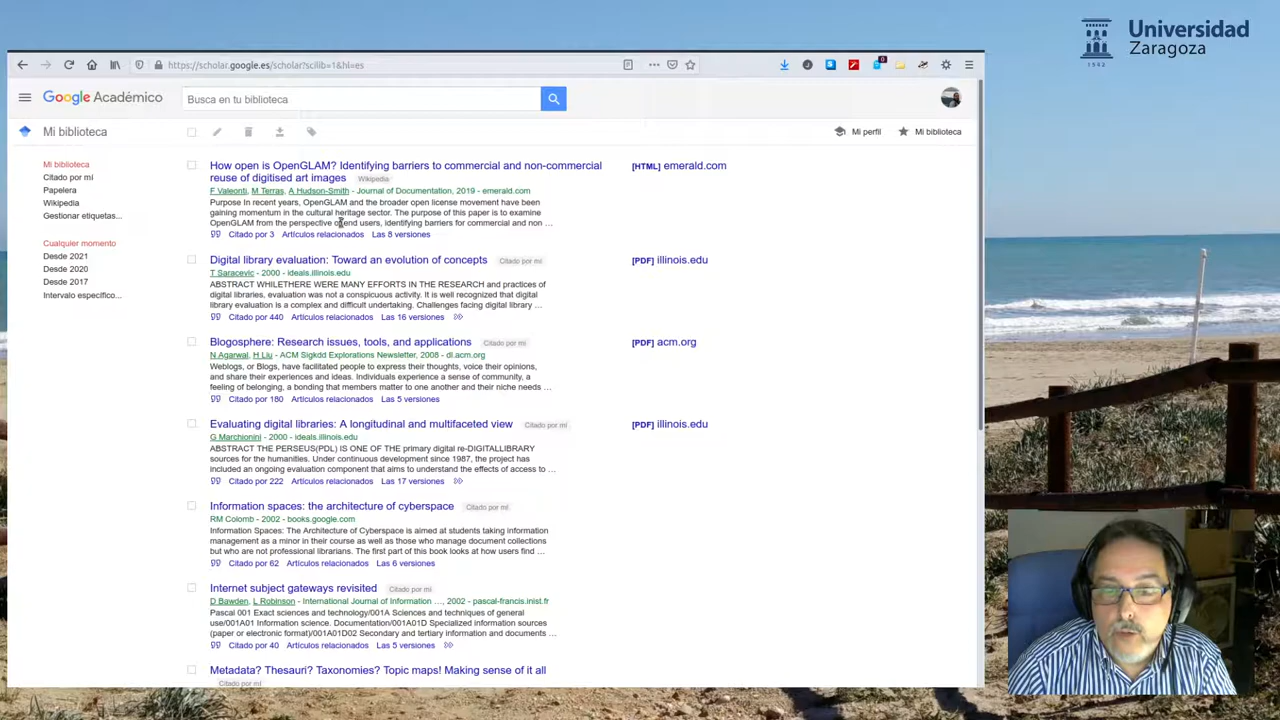 Universidad
Zaragoza
1542
https://scholar.google.es/scholar?scilib=1&hl=es
Google Académico
Busca en tu biblioteca
Mi biblioteca
Mi perfil
Mi biblioteca
Mi biblioteca
Citado por mí
Papelera
Wikipedia
Gestionar etiquetas...
Cualquier momento
Desde 2021
Desde 2020
Desde 2017
Intervalo específico...
How open is OpenGLAM? Identifying barriers to commercial and non-commercial
reuse of digitised art images Wikipedia
[HTML] emerald.com
F Valeonti, M Terras, A Hudson-Smith - Journal of Documentation, 2019 - emerald.com
Purpose In recent years, OpenGLAM and the broader open license movement have been
gaining momentum in the cultural heritage sector. The purpose of this paper is to examine
OpenGLAM from the perspective of end users, identifying barriers for commercial and non ...
Citado por 3 Artículos relacionados Las 8 versiones
Digital library evaluation: Toward an evolution of concepts Citado por mí
[PDF] illinois.edu
T Saracevic - 2000 - ideals.illinois.edu
ABSTRACT WHILETHERE WERE MANY EFFORTS IN THE RESEARCH and practices of
digital libraries, evaluation was not a conspicuous activity. It is well recognized that digital
library evaluation is a complex and difficult undertaking. Challenges facing digital library ...
Citado por 440 Artículos relacionados Las 16 versiones
Blogosphere: Research issues, tools, and applications Citado por mí
[PDF] acm.org
N Agarwal, H Liu - ACM Sigkdd Explorations Newsletter, 2008 - dl.acm.org
Weblogs, or Blogs, have facilitated people to express their thoughts, voice their opinions,
and share their experiences and ideas. Individuals experience a sense of community, a
feeling of belonging, a bonding that members matter to one another and their niche needs ...
Citado por 180 Artículos relacionados Las 5 versiones
Evaluating digital libraries: A longitudinal and multifaceted view Citado por mí
[PDF] illinois.edu
G Marchionini - 2000 - ideals.illinois.edu
ABSTRACT THE PERSEUS(PDL) IS ONE OF THE primary digital re-DIGITALLIBRARY
sources for the humanities. Under continuous development since 1987, the project has
included an ongoing evaluation component that aims to understand the effects of access to ...
Citado por 222 Artículos relacionados Las 17 versiones
Information spaces: the architecture of cyberspace Citado por mí
RM Colomb - 2002 - books.google.com
Information Spaces: The Architecture of Cyberspace is aimed at students taking information
management as a minor in their course as well as those who manage document collections
but who are not professional librarians. The first part of this book looks at how users find ...
Citado por 62 Artículos relacionados Las 6 versiones
Internet subject gateways revisited Citado por mí
D Bawden, L Robinson - International Journal of Information ..., 2002 - pascal-francis.inist.fr
Pascal 001 Exact sciences and technology/001A Sciences and techniques of general
use/001A01 Information science. Documentation/001A01D Specialized information sources
(paper or electronic format)/001A01D02 Secondary and tertiary information and documents ...
Citado por 40 Artículos relacionados Las 5 versiones
Metadata? Thesauri? Taxonomies? Topic maps! Making sense of it all
Citado por mí